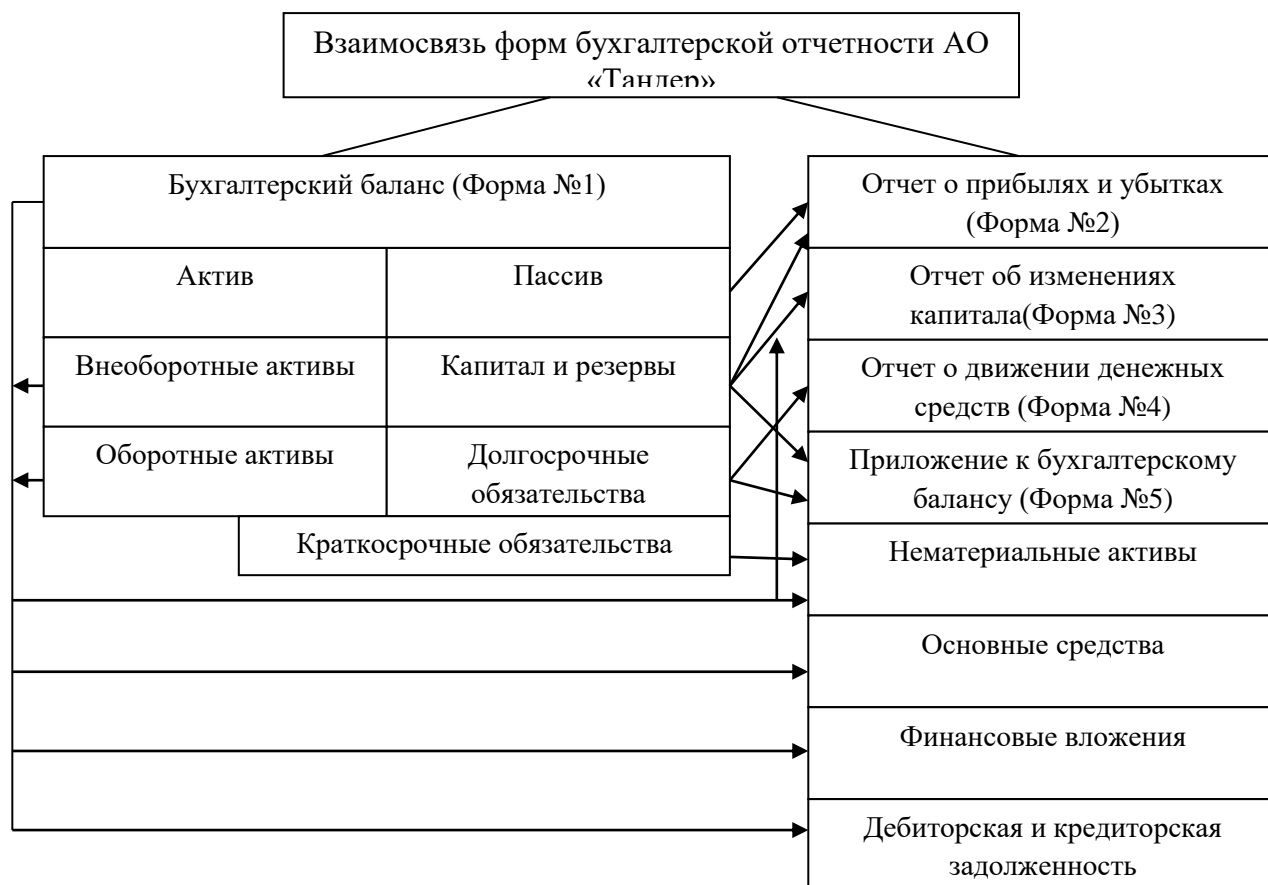 Взаимосвязь форм бухгалтерской отчетности АО
«Тандер»
Бухгалтерский баланс (Форма №1)
Актив
Пассив
Внеоборотные активы
Капитал и резервы
Оборотные активы
Долгосрочные
обязательства
Краткосрочные обязательства
Отчет о прибылях и убытках
(Форма №2)
Отчет об изменениях
капитала(Форма №3)
Отчет о движении денежных
средств (Форма №4)
Приложение к бухгалтерскому
балансу (Форма №5)
Нематериальные активы
Основные средства
Финансовые вложения
Дебиторская и кредиторская
задолженность